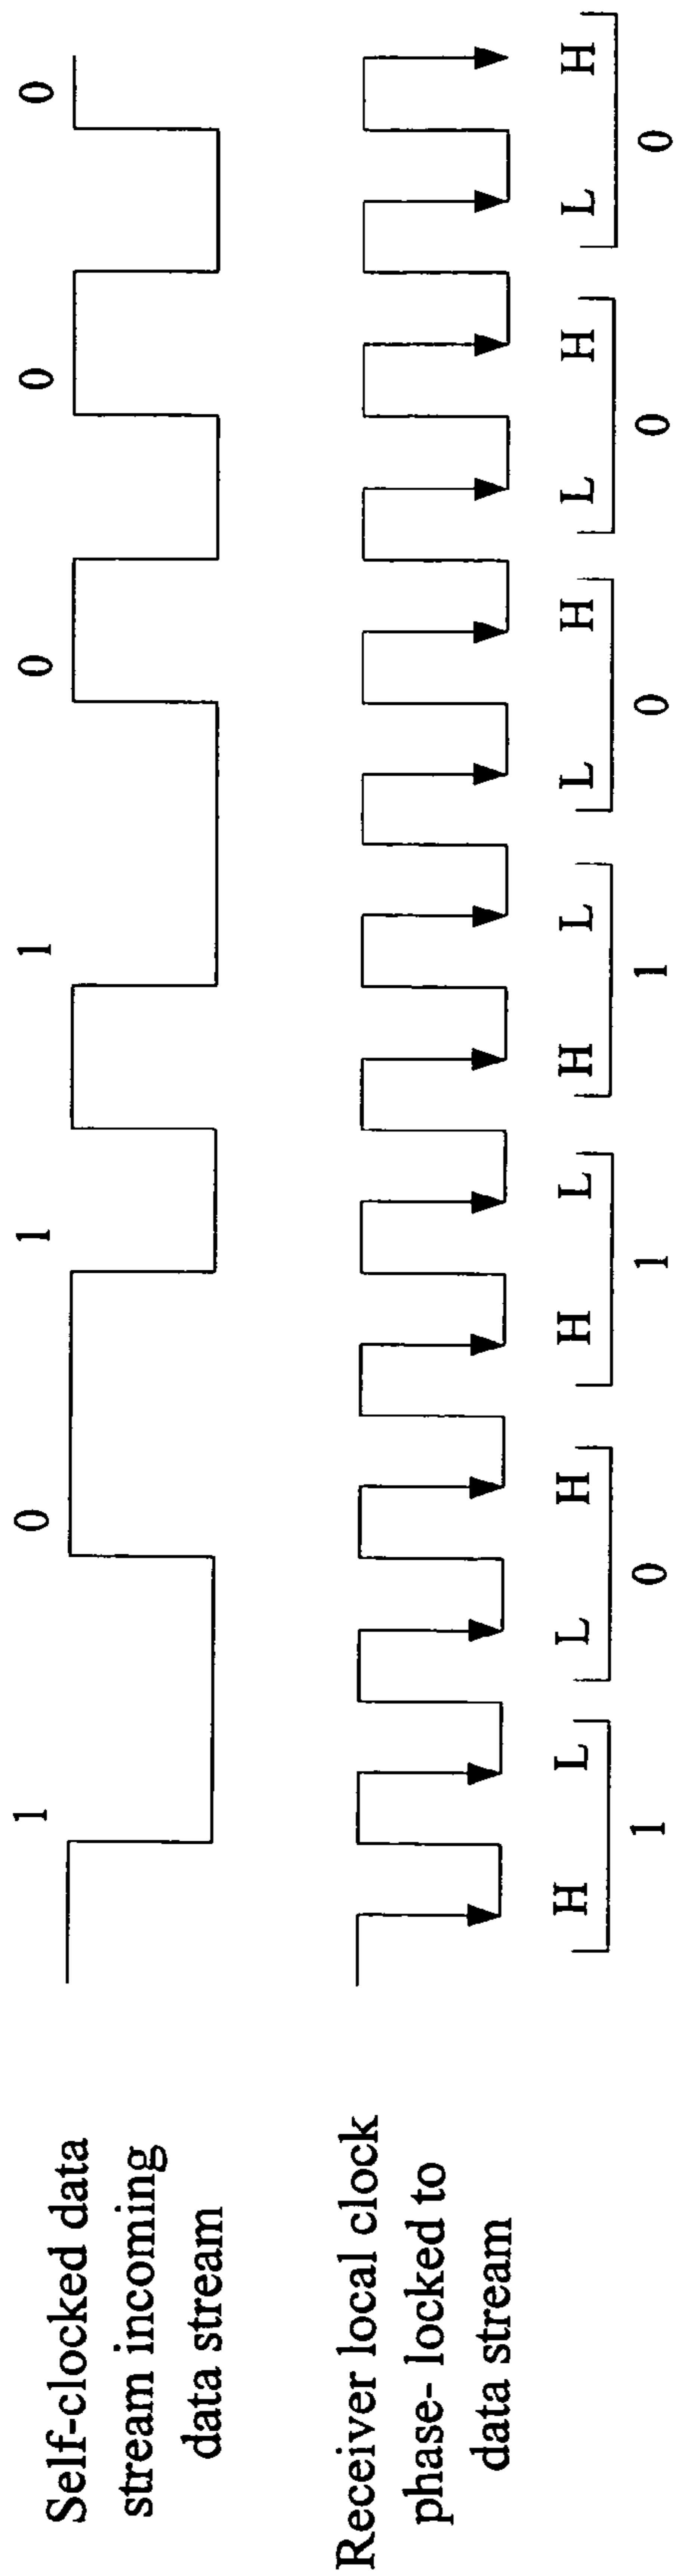 1 0 1 1 0 0 0
Self-clocked data
stream incoming
data stream
Receiver local clock
phase- locked to
data stream
H L L H H L H L L H L H L H
1 0 1 1 0 0 0